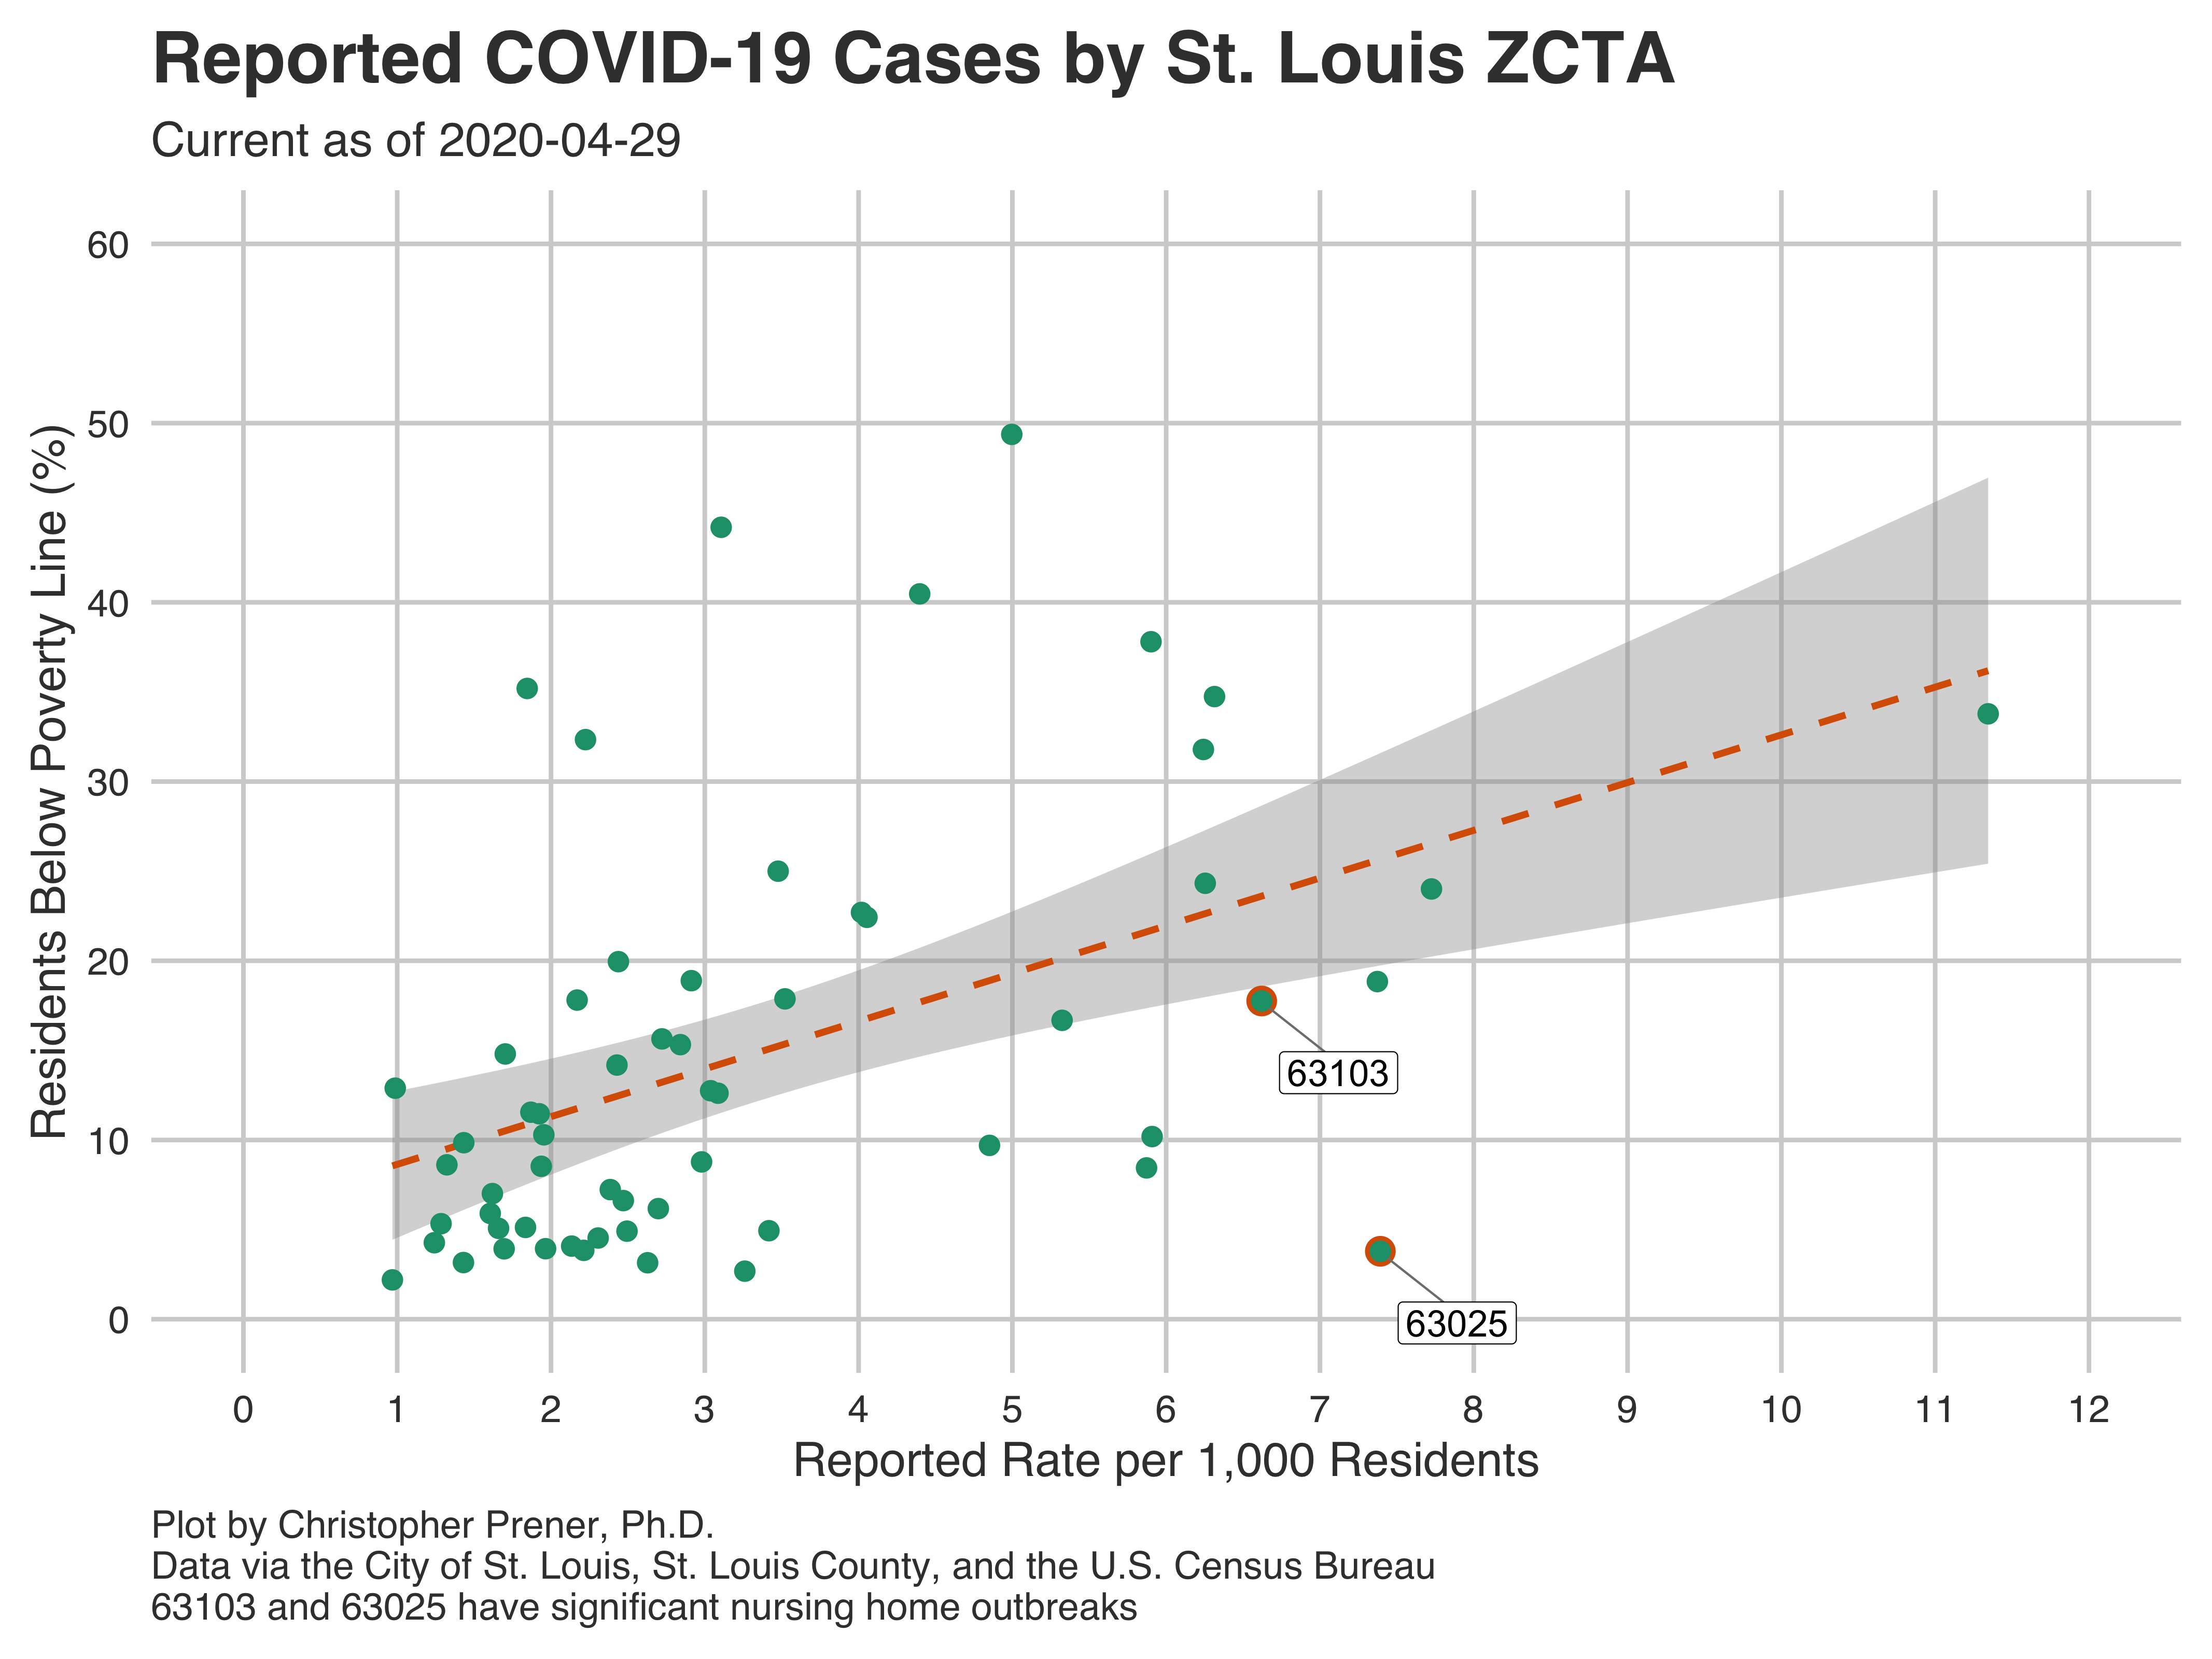 Reported COVID-19 Cases by St. Louis ZCTA
Current as of 2020-04-29
Residents Below Poverty Line (%)
60
50
40
30
20
10
0
63103
63025
0 1 2 3 4 5 6 7 8 9 10 11 12
Reported Rate per 1,000 Residents
Plot by Christopher Prener, Ph.D.
Data via the City of St. Louis, St. Louis County, and the U.S. Census Bureau
63103 and 63025 have significant nursing home outbreaks